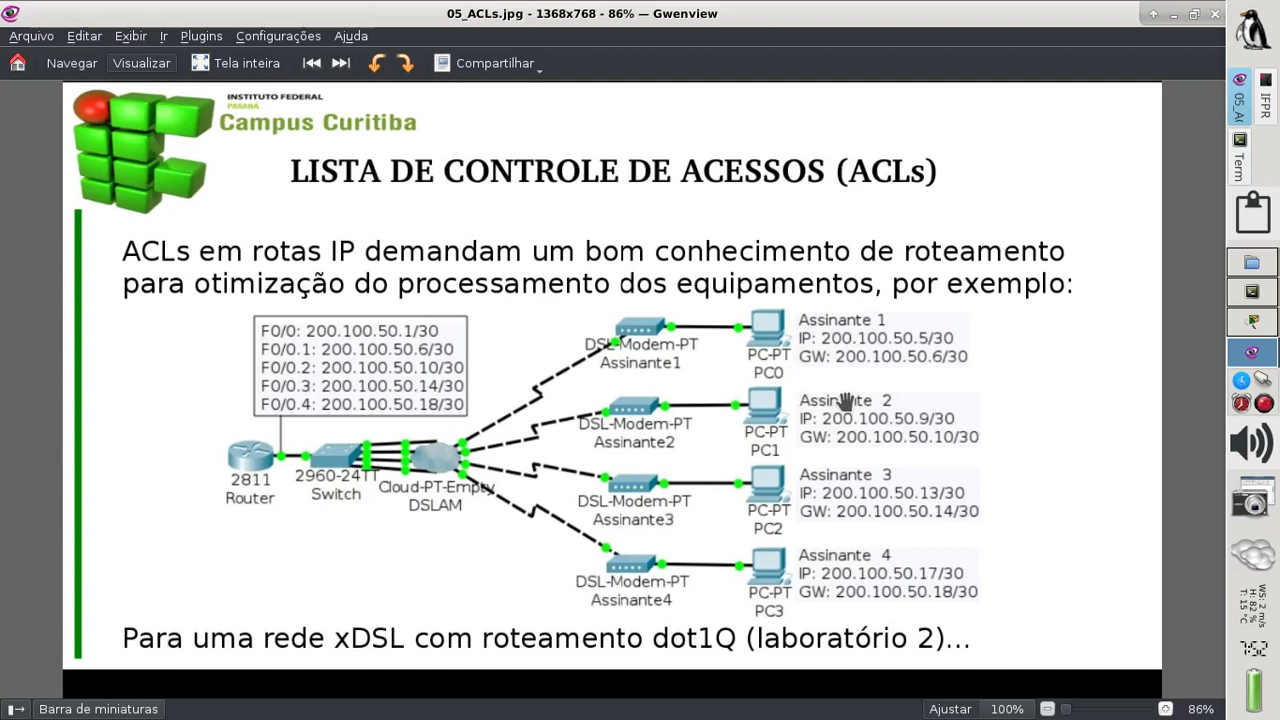 05_ACLs.jpg - 1368x768 - 86% — Gwenview
Arquivo Editar Exibir Ir Plugins Configurações Ajuda
Navegar Visualizar Tela inteira Compartilhar
INSTITUTO FEDERAL
PARANÁ
Campus Curitiba
LISTA DE CONTROLE DE ACESSOS (ACLs)
ACLs em rotas IP demandam um bom conhecimento de roteamento
para otimização do processamento dos equipamentos, por exemplo:
F0/0: 200.100.50.1/30
F0/0.1: 200.100.50.6/30
F0/0.2: 200.100.50.10/30
F0/0.3: 200.100.50.14/30
F0/0.4: 200.100.50.18/30
2811
Router
2960-24TT
Switch
Cloud-PT-Empty
DSLAM
DSL-Modem-PT
Assinante1
PC-PT
PC0
Assinante 1
IP: 200.100.50.5/30
GW: 200.100.50.6/30
DSL-Modem-PT
Assinante2
PC-PT
PC1
Assinante 2
IP: 200.100.50.9/30
GW: 200.100.50.10/30
DSL-Modem-PT
Assinante3
PC-PT
PC2
Assinante 3
IP: 200.100.50.13/30
GW: 200.100.50.14/30
DSL-Modem-PT
Assinante4
PC-PT
PC3
Assinante 4
IP: 200.100.50.17/30
GW: 200.100.50.18/30
Para uma rede xDSL com roteamento dot1Q (laboratório 2)...
Barra de miniaturas Ajustar 100% 86%
05_A
IFPR
Term
WS: 2 m/s
H: 82 %
T: 15 °C
7:52